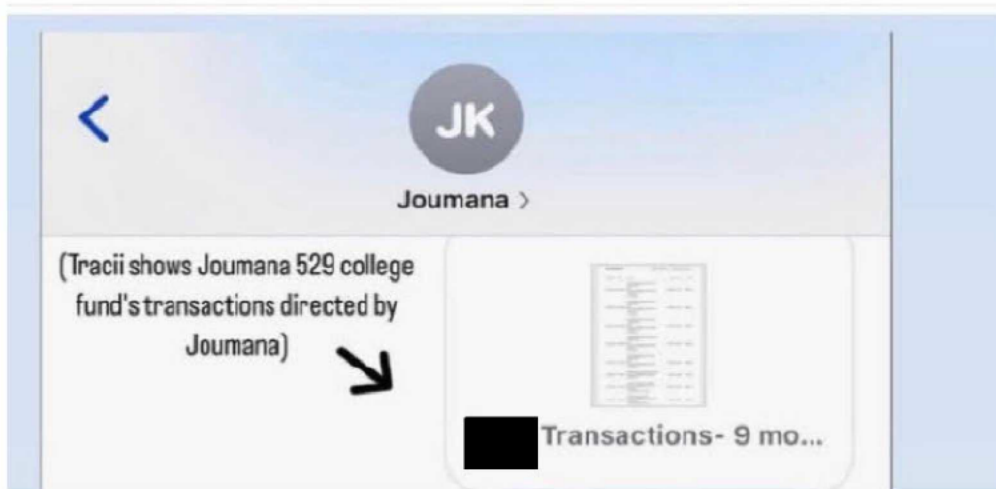 JK
Joumana >
(Tracii shows Joumana 529 college
fund's transactions directed by
Joumana)
Transactions- 9 mo...